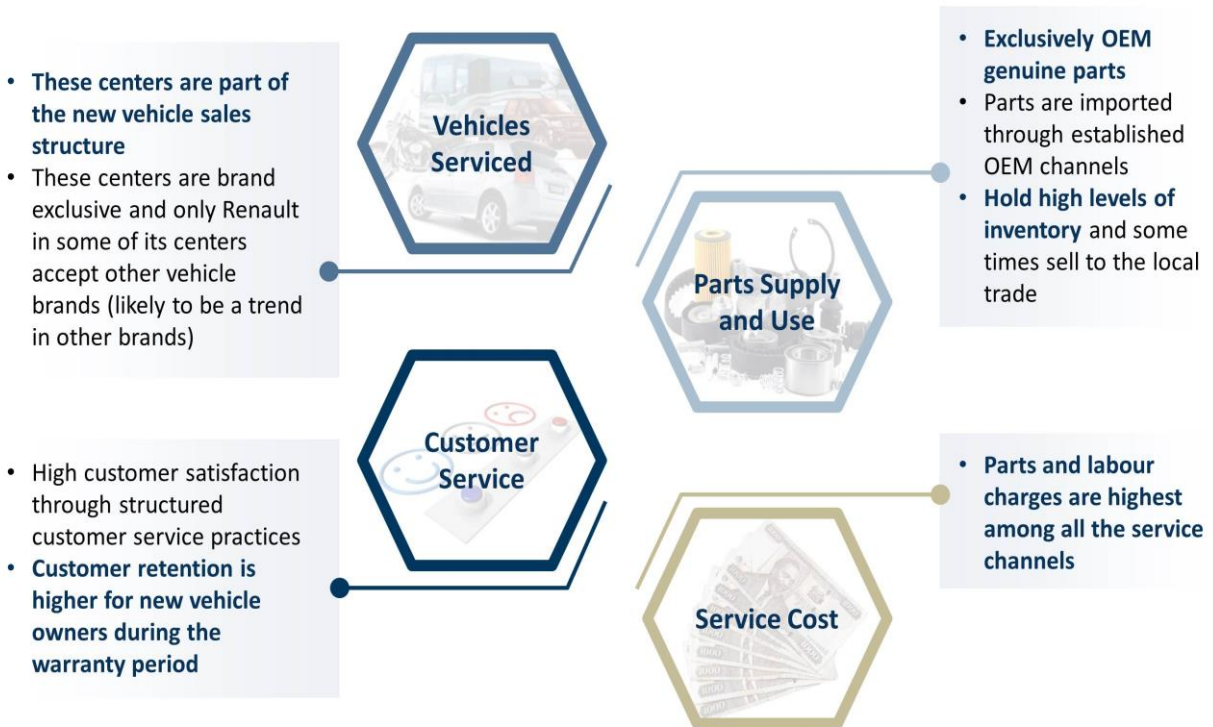 • These centers are part of
the new vehicle sales
structure
• These centers are brand
exclusive and only Renault
in some of its centers
accept other vehicle
brands (likely to be a trend
in other brands)
Vehicles
Serviced
• Exclusively OEM
genuine parts
• Parts are imported
through established
OEM channels
• Hold high levels of
inventory and some
times sell to the local
trade
Parts Supply
and Use
• High customer satisfaction
through structured
customer service practices
• Customer retention is
higher for new vehicle
owners during the
warranty period
Customer
Service
• Parts and labour
charges are highest
among all the service
channels
Service Cost
1000
1000
1000
1000
1000